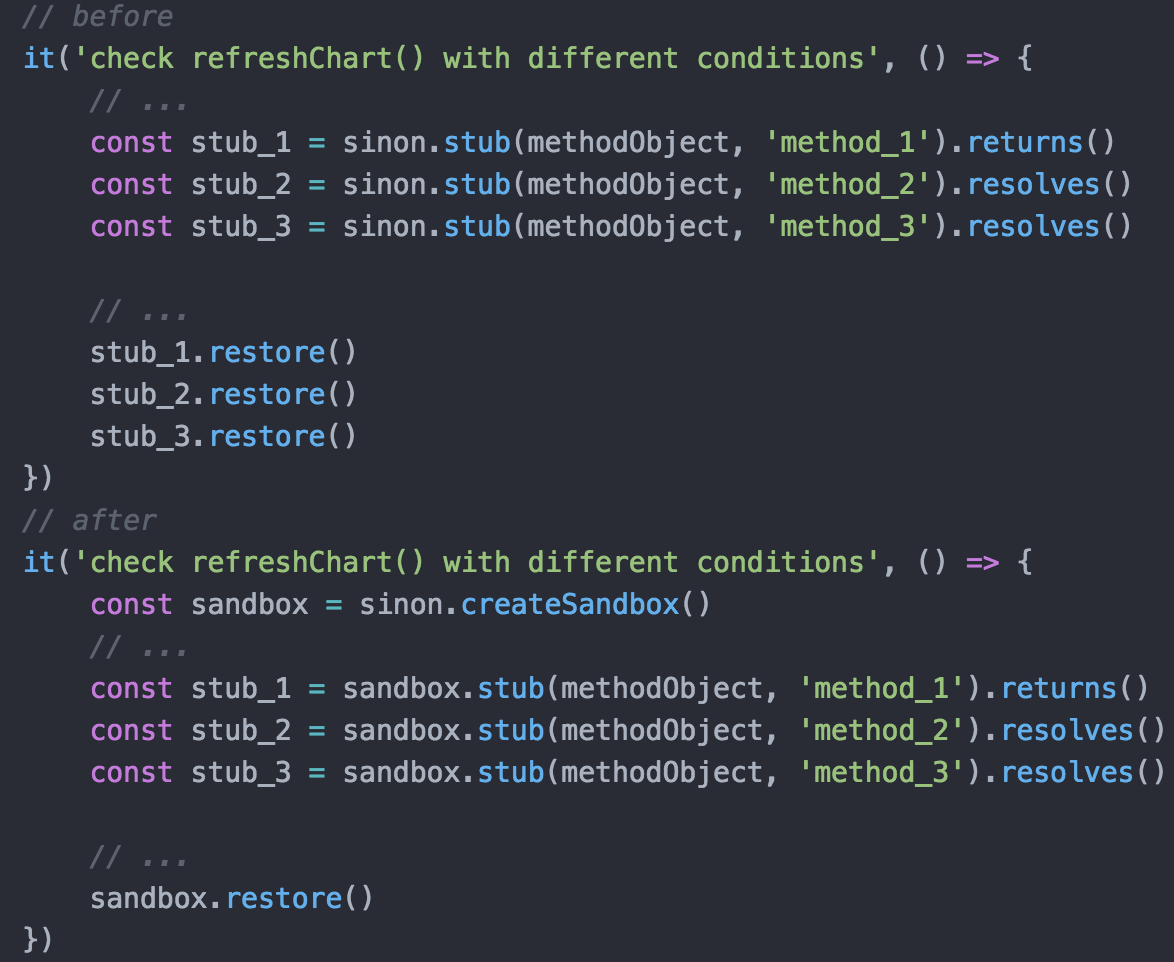 // before
it('check refreshChart() with different conditions', () => {
    // ...
    const stub_1 = sinon.stub(methodObject, 'method_1').returns()
    const stub_2 = sinon.stub(methodObject, 'method_2').resolves()
    const stub_3 = sinon.stub(methodObject, 'method_3').resolves()

    // ...
    stub_1.restore()
    stub_2.restore()
    stub_3.restore()
})
// after
it('check refreshChart() with different conditions', () => {
    const sandbox = sinon.createSandbox()
    // ...
    const stub_1 = sandbox.stub(methodObject, 'method_1').returns()
    const stub_2 = sandbox.stub(methodObject, 'method_2').resolves()
    const stub_3 = sandbox.stub(methodObject, 'method_3').resolves()

    // ...
    sandbox.restore()
})